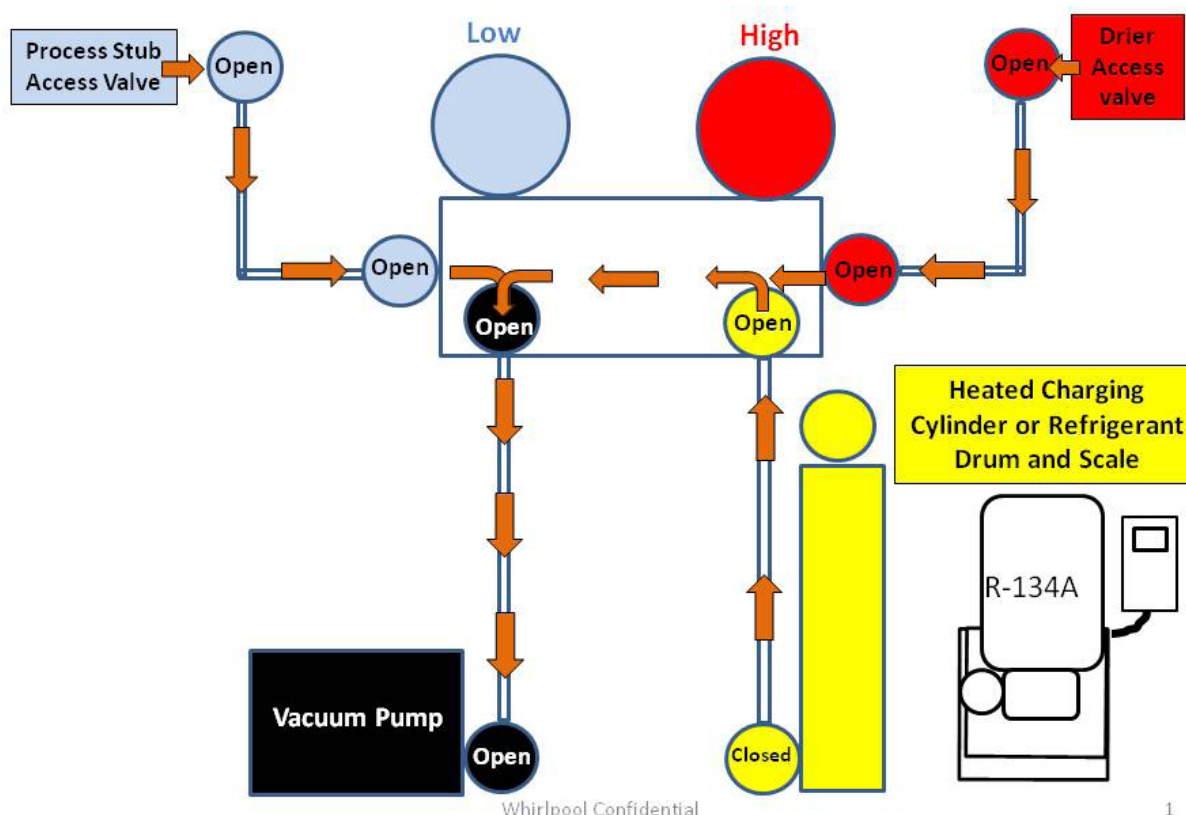 Low
High
Process Stub
Access Valve
Open
Open
Drier
Access
valve
Open
Open
Open
Open
Heated Charging
Cylinder or Refrigerant
Drum and Scale
R-134A
Vacuum Pump
Open
Closed
Whirlpool Confidential
1